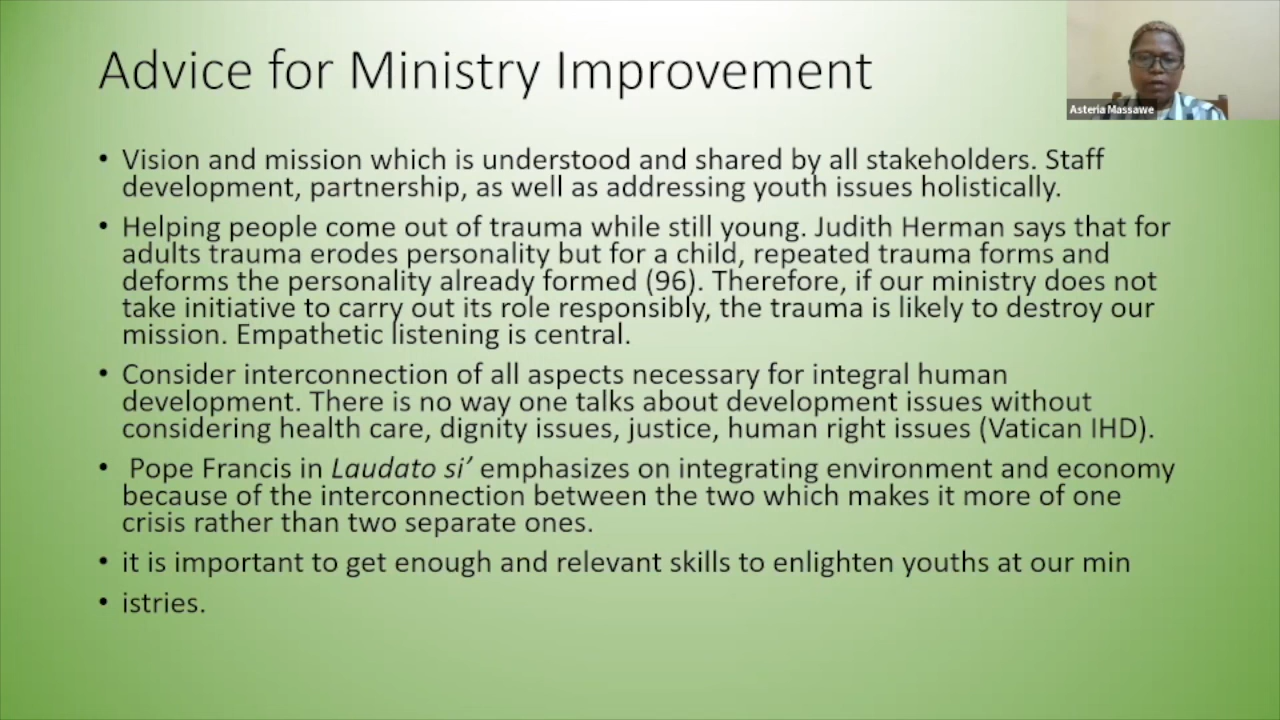 Advice for Ministry Improvement
Asteria Massawe
• Vision and mission which is understood and shared by all stakeholders. Staff
development, partnership, as well as addressing youth issues holistically.
• Helping people come out of trauma while still young. Judith Herman says that for
adults trauma erodes personality but for a child, repeated trauma forms and
deforms the personality already formed (96). Therefore, if our ministry does not
take initiative to carry out its role responsibly, the trauma is likely to destroy our
mission. Empathetic listening is central.
• Consider interconnection of all aspects necessary for integral human
development. There is no way one talks about development issues without
considering health care, dignity issues, justice, human right issues (Vatican IHD).
• Pope Francis in Laudato si’ emphasizes on integrating environment and economy
because of the interconnection between the two which makes it more of one
crisis rather than two separate ones.
• it is important to get enough and relevant skills to enlighten youths at our min
• istries.